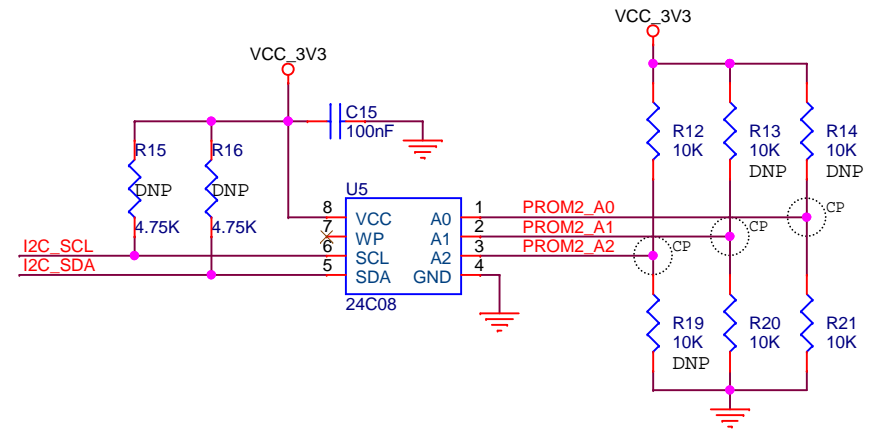 VCC_3V3
VCC_3V3
C15
100nF
R15
DNP
4.75K
R16
DNP
4.75K
R12
10K
R13
10K
DNP
R14
10K
DNP
U5
8 VCC A0 1 PROM2_A0 CP
7 WP A1 2 PROM2_A1 CP
I2C_SCL 6 SCL A2 3 PROM2_A2 CP
I2C_SDA 5 SDA GND 4
24C08
R19
10K
DNP
R20
10K
R21
10K